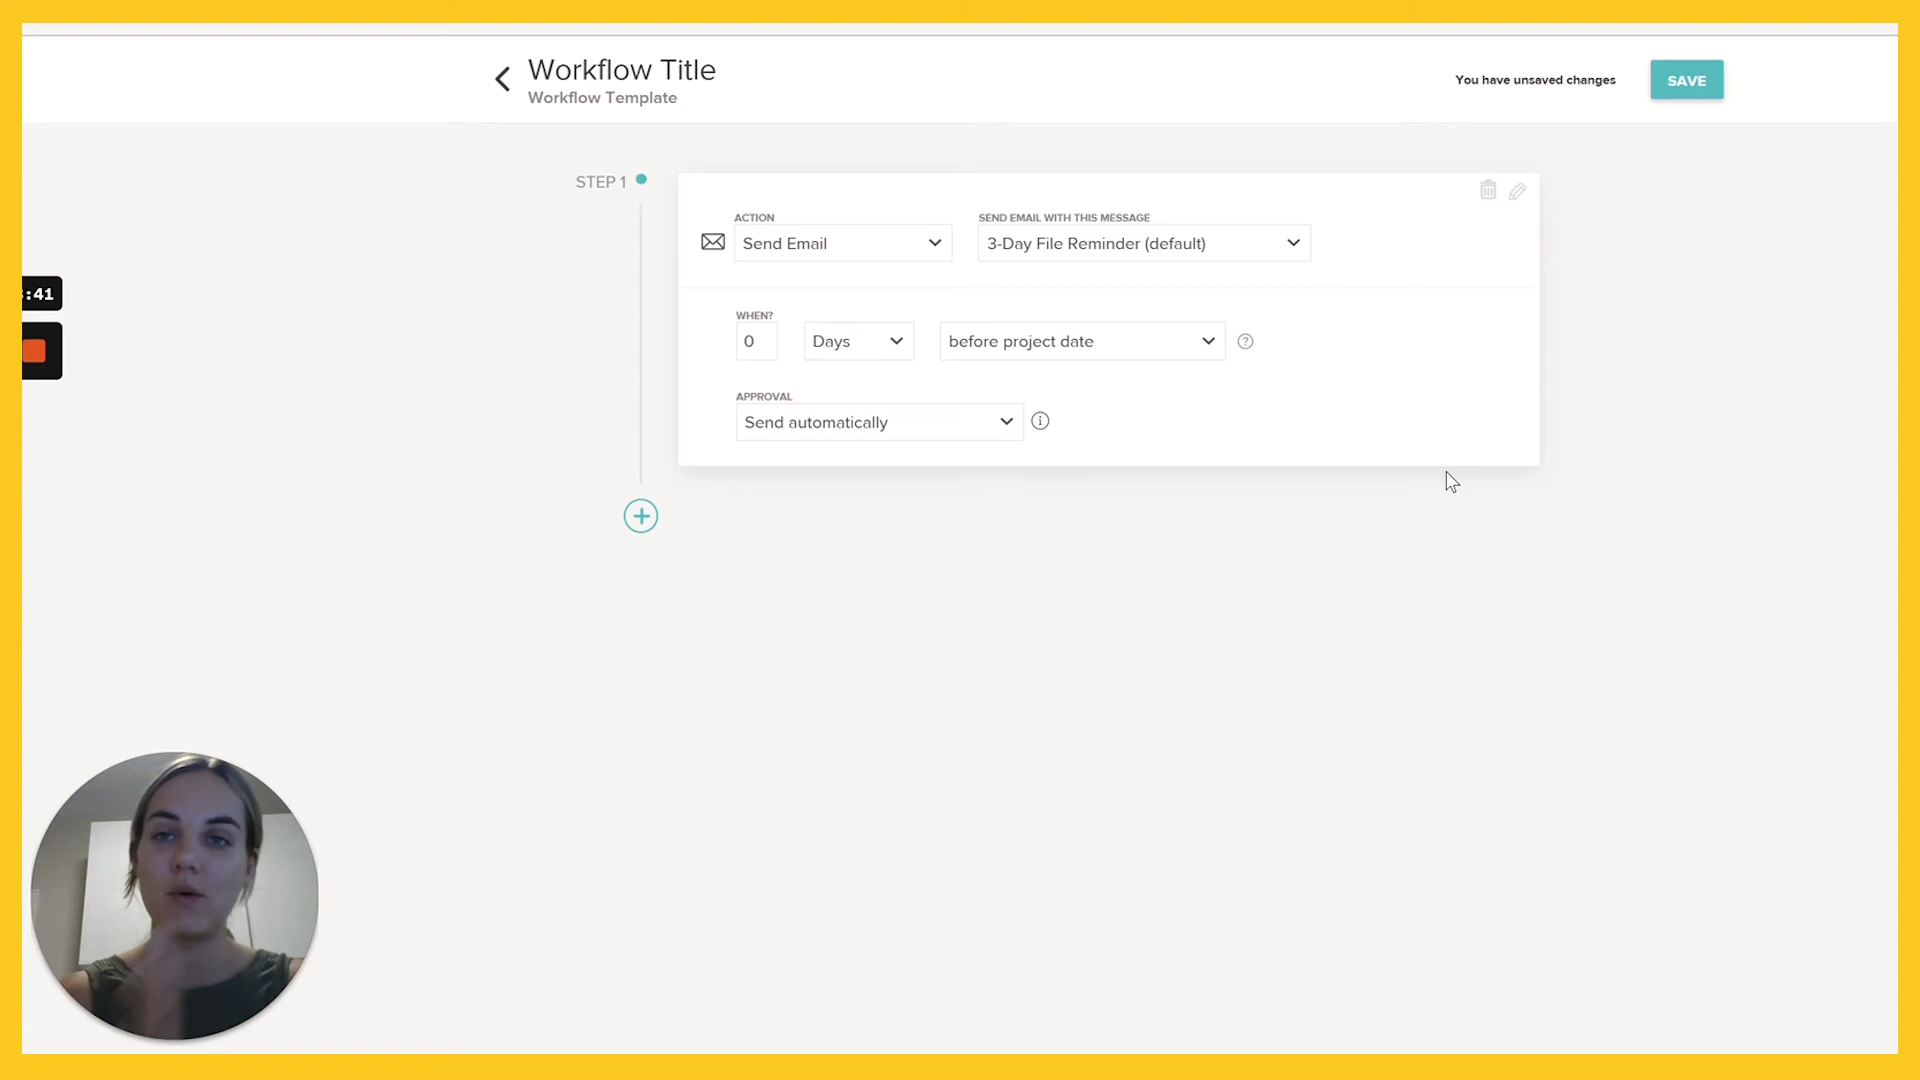 Workflow Title
Workflow Template
You have unsaved changes
SAVE
STEP 1
ACTION
SEND EMAIL WITH THIS MESSAGE
Send Email
3-Day File Reminder (default)
:41
WHEN?
0
Days
before project date
?
APPROVAL
Send automatically
i